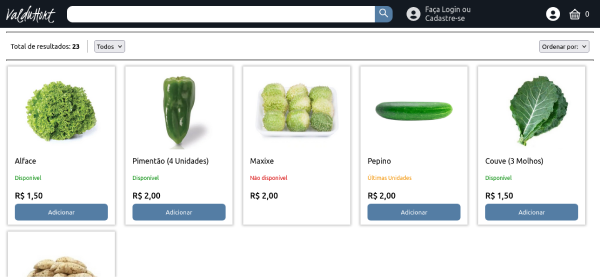 ValduHort
Faça Login ou
Cadastre-se
0
Total de resultados: 23
Todos
Ordenar por:
Alface
Disponível
R$ 1,50
Adicionar
Pimentão (4 Unidades)
Disponível
R$ 2,00
Adicionar
Maxixe
Não disponível
R$ 2,00
Pepino
Últimas Unidades
R$ 2,00
Adicionar
Couve (3 Molhos)
Disponível
R$ 1,50
Adicionar